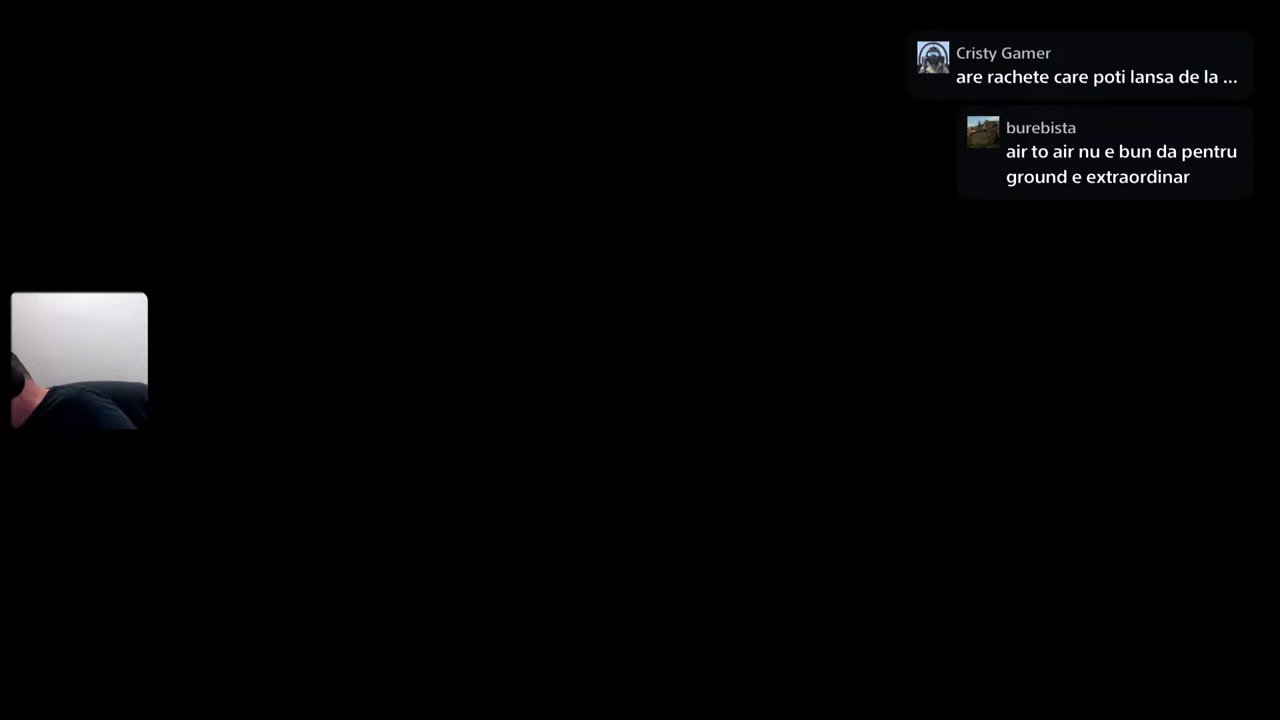 Cristy Gamer
are rachete care poti lansa de la ...
burebista
air to air nu e bun da pentru
ground e extraordinar